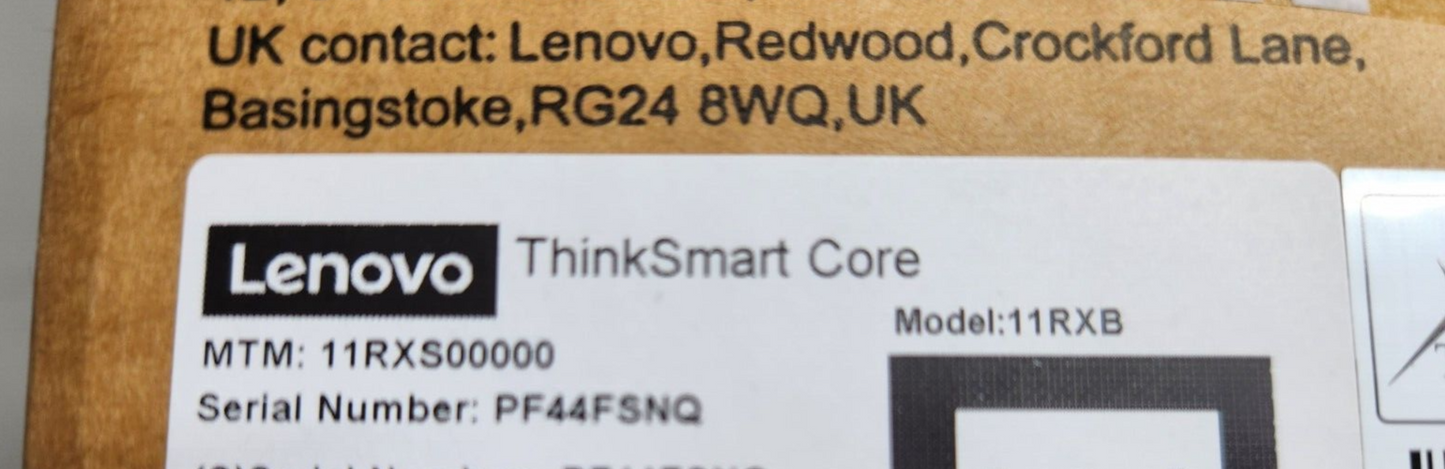 UK contact: Lenovo,Redwood,Crockford Lane,
Basingstoke,RG24 8WQ,UK
Lenovo ThinkSmart Core
Model:11RXB
MTM: 11RXS00000
Serial Number: PF44FSNQ